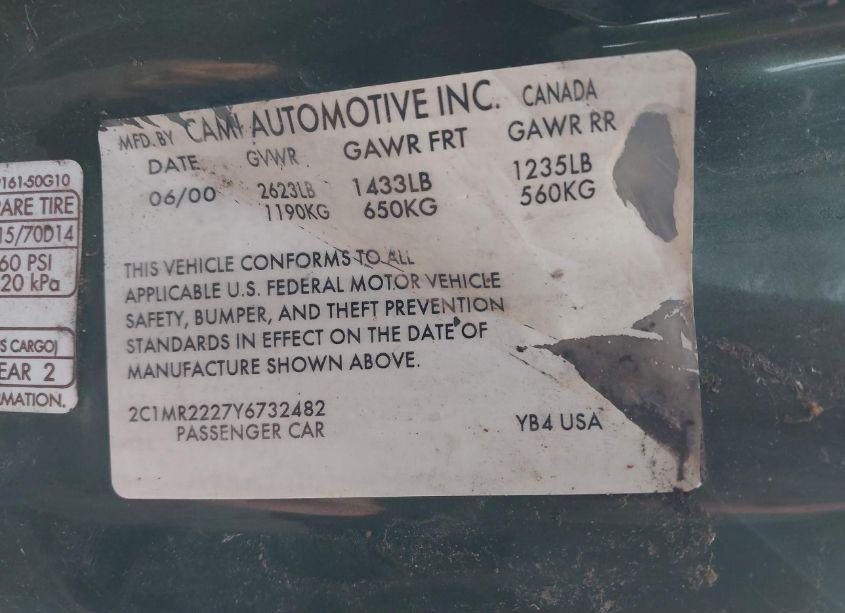 MFD. BY CAMI AUTOMOTIVE INC. CANADA
DATE GVWR GAWR FRT GAWR RR
06/00 2623LB 1433LB 1235LB
1190KG 650KG 560KG
THIS VEHICLE CONFORMS TO ALL
APPLICABLE U.S. FEDERAL MOTOR VEHICLE
SAFETY, BUMPER, AND THEFT PREVENTION
STANDARDS IN EFFECT ON THE DATE OF
MANUFACTURE SHOWN ABOVE.
2C1MR2227Y6732482
PASSENGER CAR YB4 USA
161-50G10
ARE TIRE
15/70D14
60 PSI
20 kPa
S CARGO)
EAR 2
MATION.